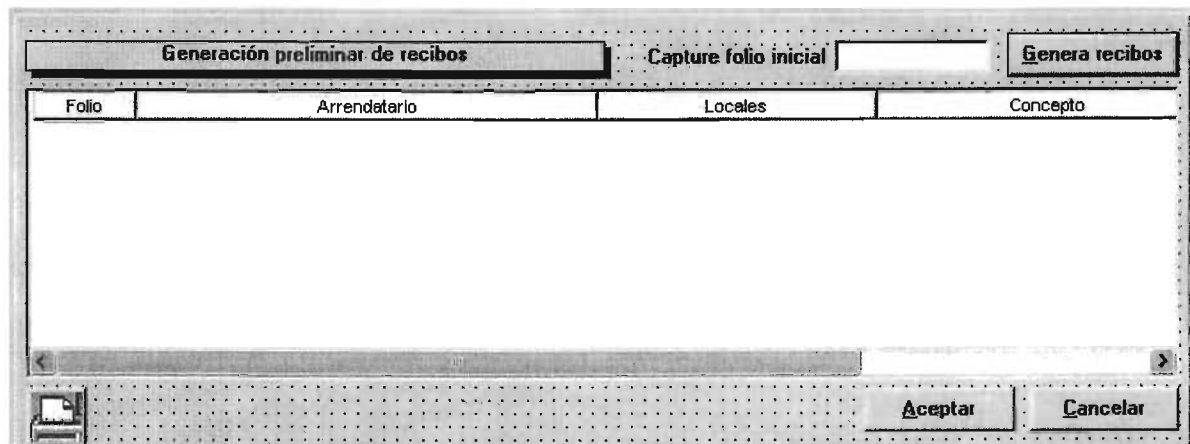 Generación preliminar de recibos Capture folio inicial Genera recibos
Folio Arrendatario Locales Concepto
Aceptar Cancelar